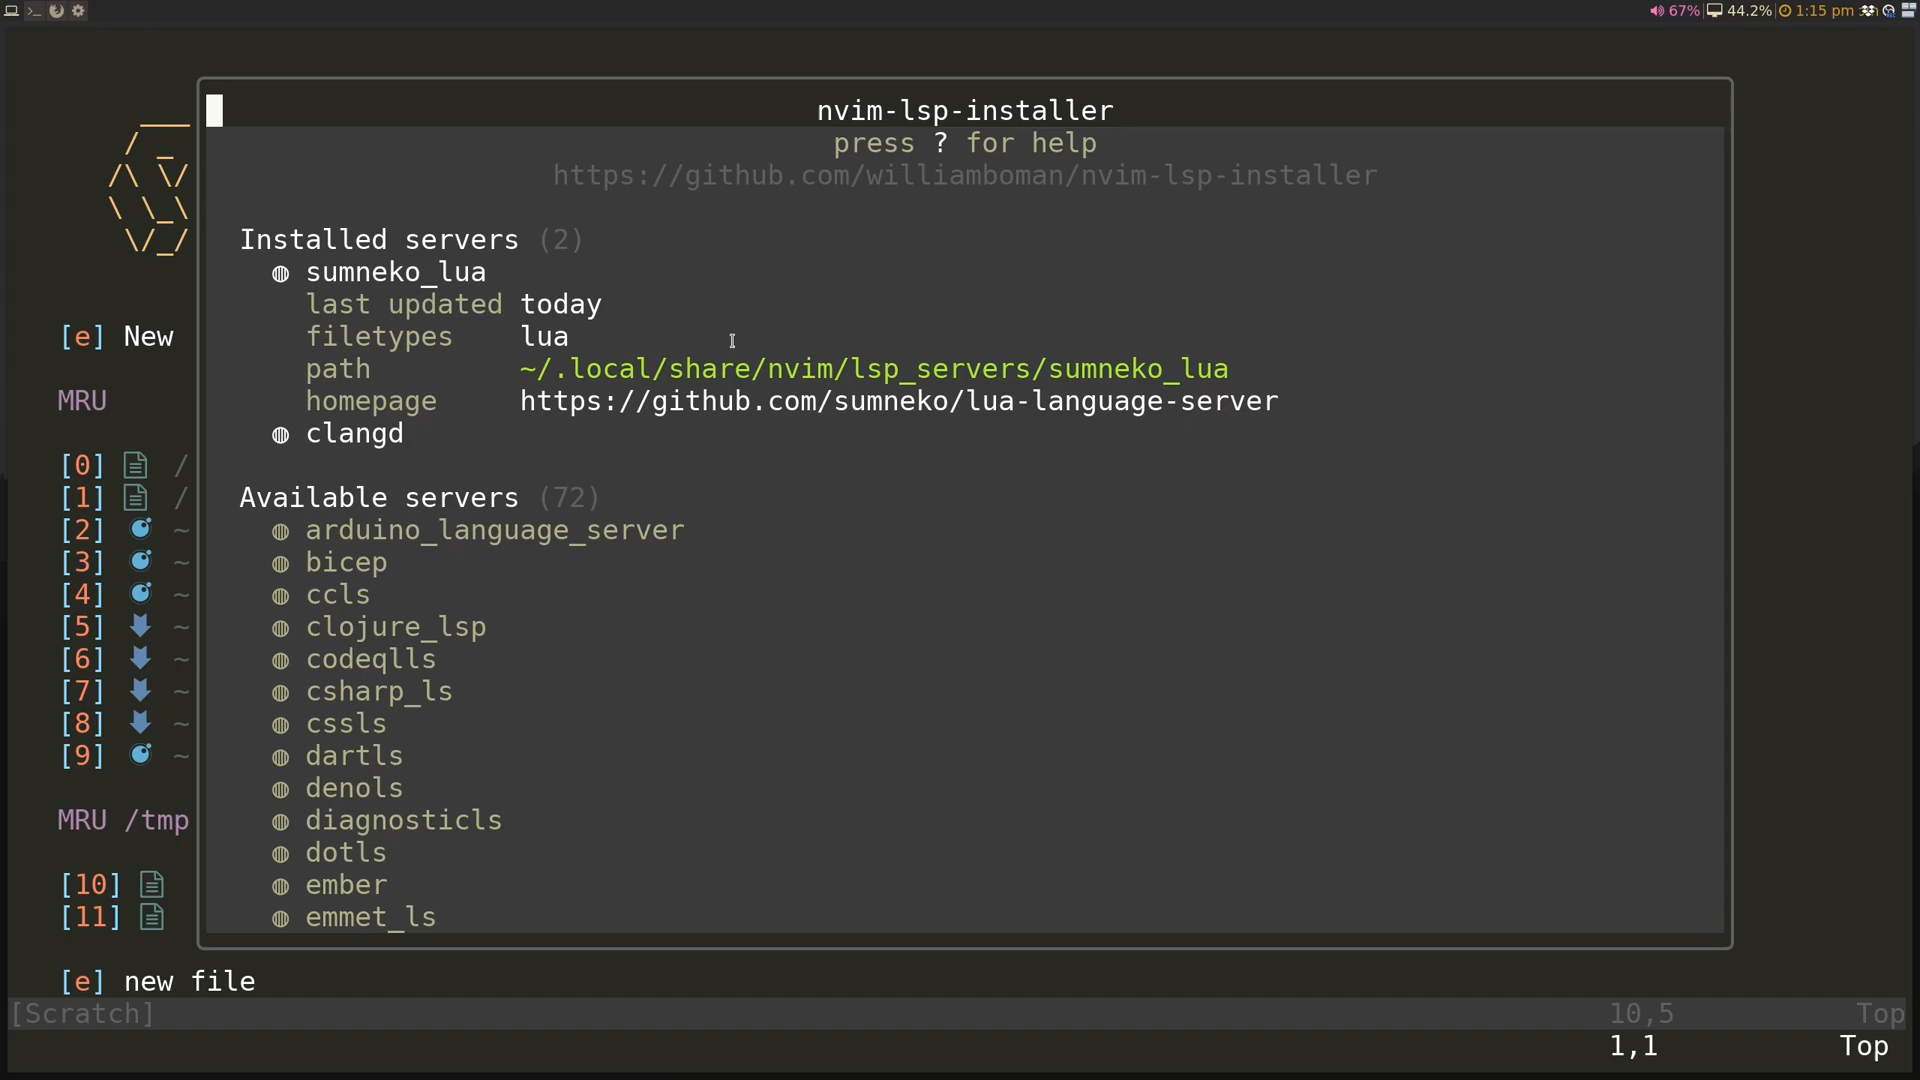 67% 44.2% 1:15 pm
nvim-lsp-installer
press ? for help
https://github.com/williamboman/nvim-lsp-installer
Installed servers (2)
sumneko_lua
last updated today
[e] New
filetypes lua
path ~/.local/share/nvim/lsp_servers/sumneko_lua
MRU
homepage https://github.com/sumneko/lua-language-server
clangd
[0] /
Available servers (72)
[1] /
[2] ~
arduino_language_server
[3] ~
bicep
[4] ~
ccls
[5] ~
clojure_lsp
[6] ~
codeqlls
[7] ~
csharp_ls
[8] ~
cssls
[9] ~
dartls
denols
MRU /tmp
diagnosticls
dotls
[10]
ember
[11]
emmet_ls
[e] new file
[Scratch] 10,5 Top
1,1 Top